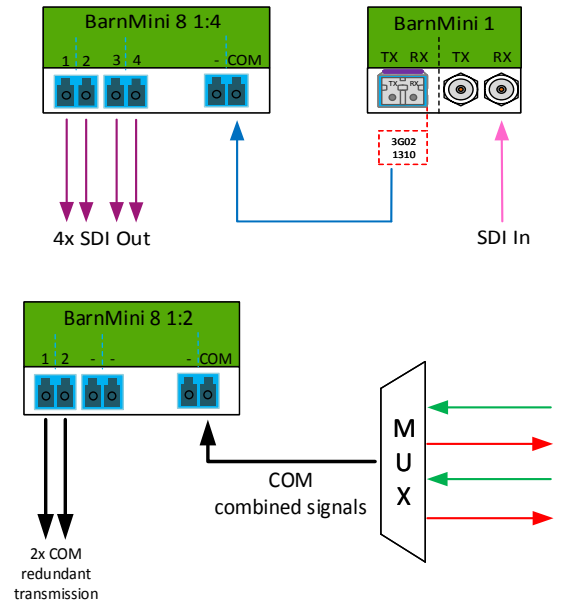 BarnMini 8 1:4
1 2 3 4 - COM
BarnMini 1
TX RX TX RX
TX RX
3G02
1310
4x SDI Out
SDI In
BarnMini 8 1:2
1 2 - - - COM
M
U
X
COM
combined signals
2x COM
redundant
transmission